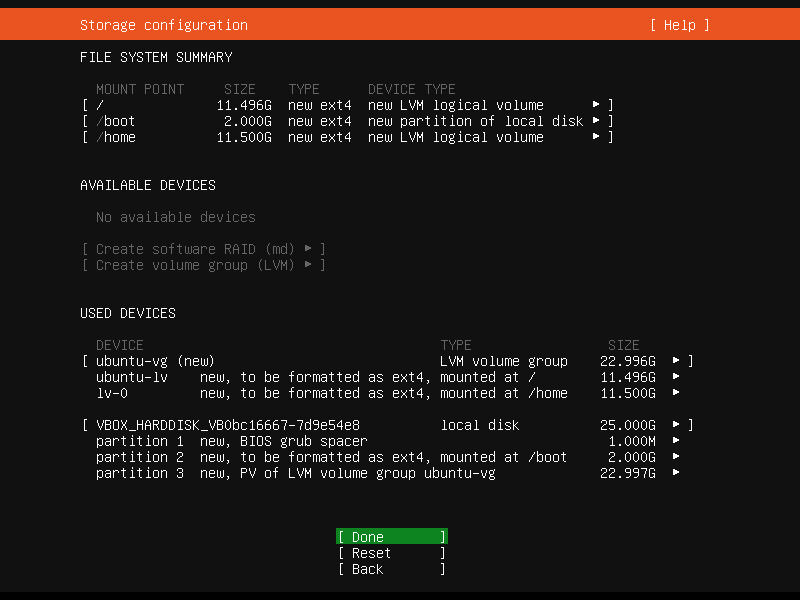 Storage configuration [ Help ]
FILE SYSTEM SUMMARY
MOUNT POINT SIZE TYPE DEVICE TYPE
[ / 11.496G new ext4 new LVM logical volume ▸ ]
[ /boot 2.000G new ext4 new partition of local disk ▸ ]
[ /home 11.500G new ext4 new LVM logical volume ▸ ]
AVAILABLE DEVICES
No available devices
[ Create software RAID (md) ▸ ]
[ Create volume group (LVM) ▸ ]
USED DEVICES
DEVICE TYPE SIZE
[ ubuntu-vg (new) LVM volume group 22.996G ▸ ]
ubuntu-lv new, to be formatted as ext4, mounted at / 11.496G ▸
lv-0 new, to be formatted as ext4, mounted at /home 11.500G ▸
[ VBOX_HARDDISK_VB0bc16667-7d9e54e8 local disk 25.000G ▸ ]
partition 1 new, BIOS grub spacer 1.000M ▸
partition 2 new, to be formatted as ext4, mounted at /boot 2.000G ▸
partition 3 new, PV of LVM volume group ubuntu-vg 22.997G ▸
[ Done ]
[ Reset ]
[ Back ]